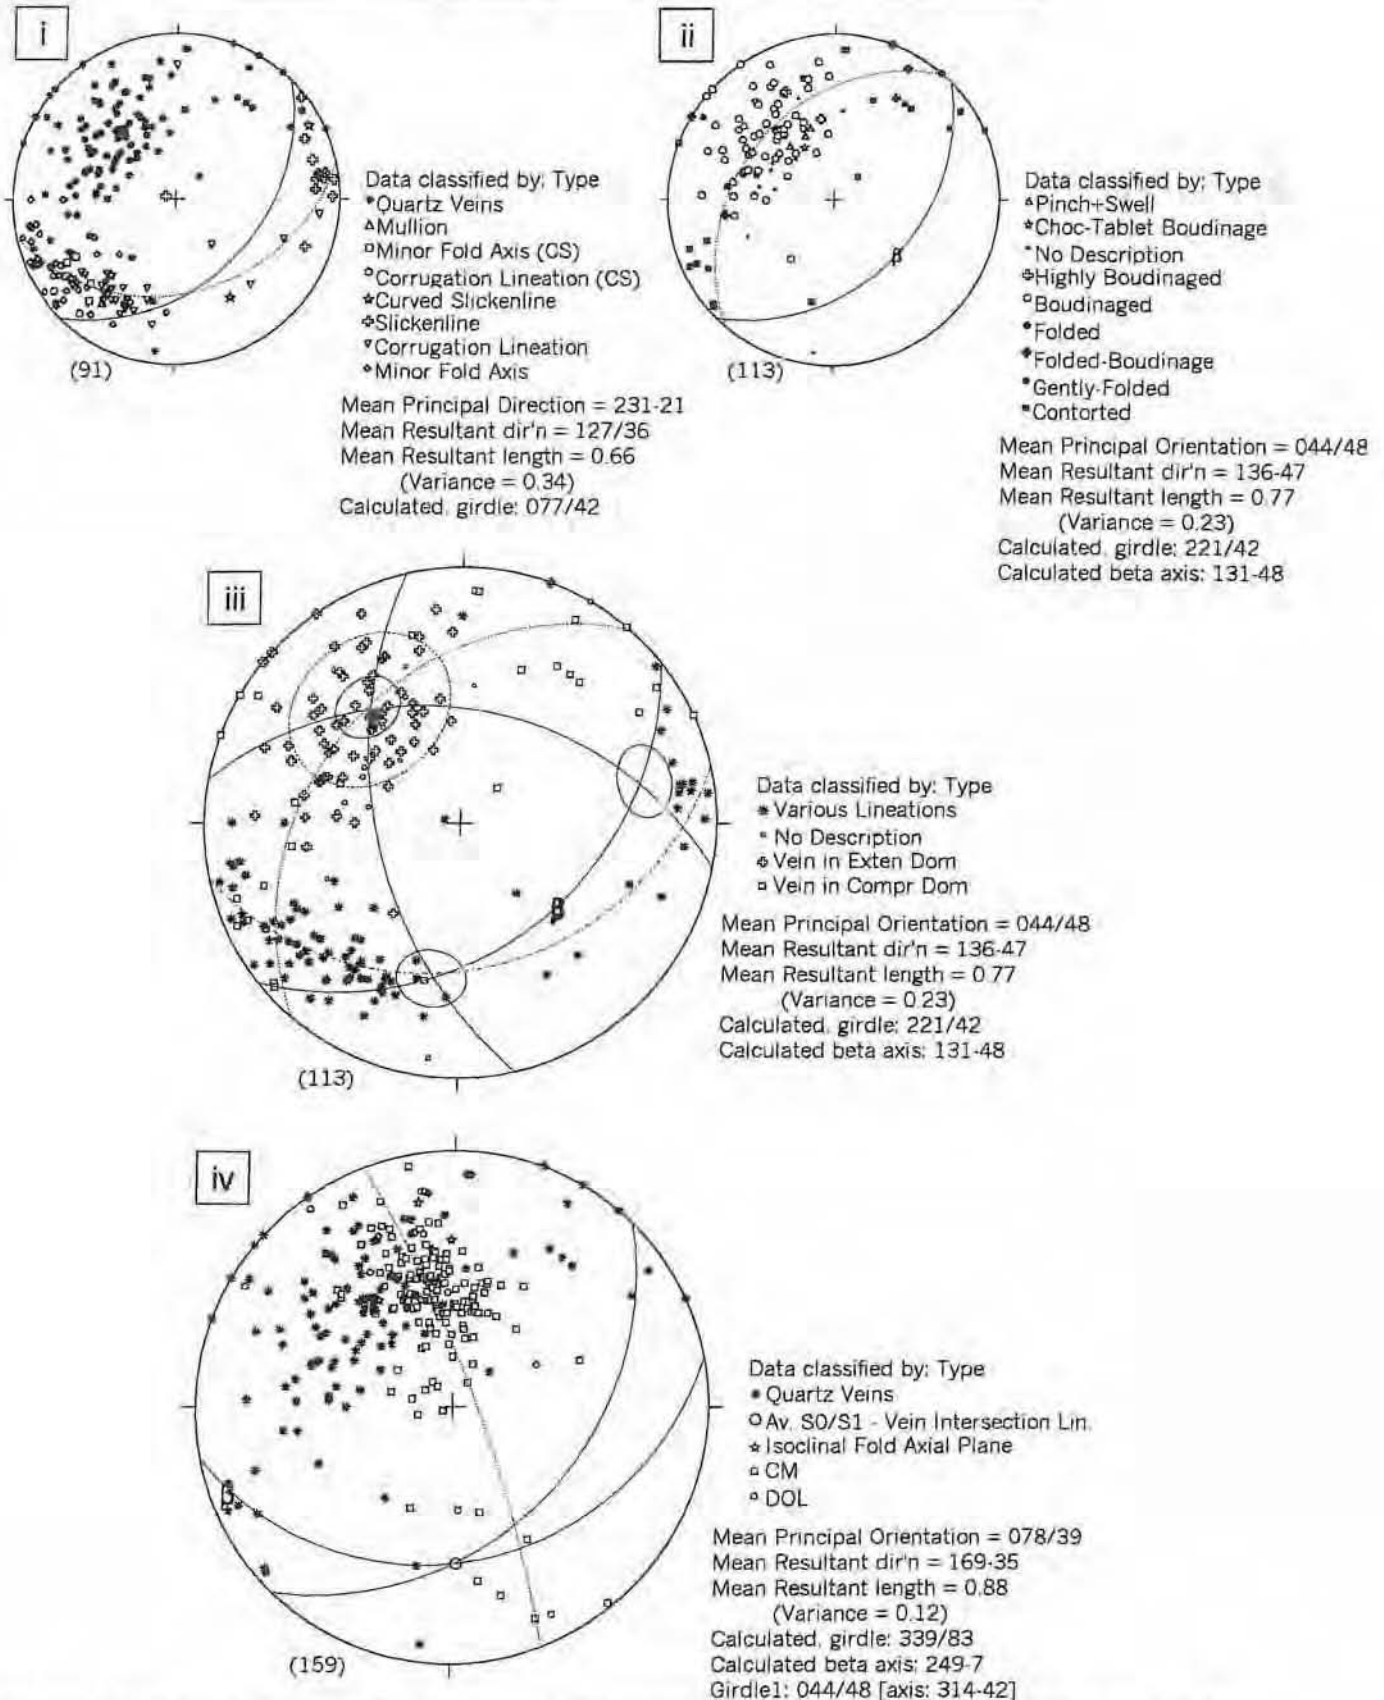 i
Data classified by: Type
Quartz Veins
Mullion
Minor Fold Axis (CS)
Corrugation Lineation (CS)
Curved Slickenline
Slickenline
Corrugation Lineation
Minor Fold Axis
(91)
Mean Principal Direction = 231-21
Mean Resultant dir'n = 127/36
Mean Resultant length = 0.66
(Variance = 0.34)
Calculated. girdle: 077/42
ii
β
Data classified by: Type
Pinch+Swell
Choc-Tablet Boudinage
No Description
Highly Boudinaged
Boudinaged
Folded
Folded-Boudinage
Gently-Folded
Contorted
(113)
Mean Principal Orientation = 044/48
Mean Resultant dir'n = 136-47
Mean Resultant length = 0.77
(Variance = 0.23)
Calculated. girdle: 221/42
Calculated beta axis: 131-48
iii
β
Data classified by: Type
Various Lineations
No Description
Vein in Exten Dom
Vein in Compr Dom
(113)
Mean Principal Orientation = 044/48
Mean Resultant dir'n = 136-47
Mean Resultant length = 0.77
(Variance = 0.23)
Calculated. girdle: 221/42
Calculated beta axis: 131-48
iv
β
Data classified by: Type
Quartz Veins
Av. S0/S1 - Vein Intersection Lin.
Isoclinal Fold Axial Plane
CM
DOL
(159)
Mean Principal Orientation = 078/39
Mean Resultant dir'n = 169-35
Mean Resultant length = 0.88
(Variance = 0.12)
Calculated. girdle: 339/83
Calculated beta axis: 249-7
Girdle1: 044/48 [axis: 314-42]